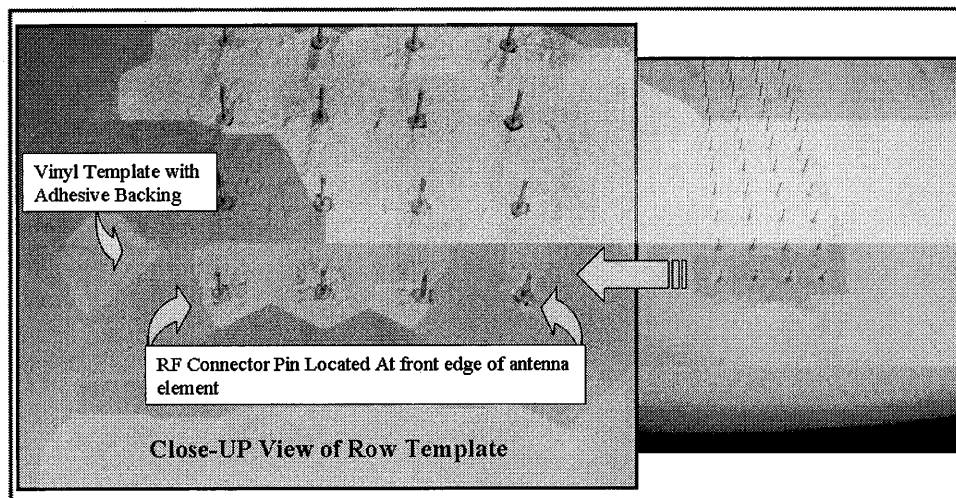 Vinyl Template with
Adhesive Backing
RF Connector Pin Located At front edge of antenna
element
Close-UP View of Row Template